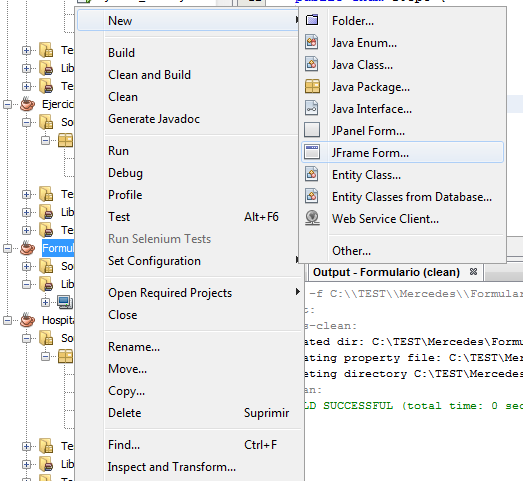 New
Build
Clean and Build
Clean
Generate Javadoc
Run
Debug
Profile
Test Alt+F6
Run Selenium Tests
Set Configuration
Open Required Projects
Close
Rename...
Move...
Copy...
Delete Suprimir
Find... Ctrl+F
Inspect and Transform...
Folder...
Java Enum...
Java Class...
Java Package...
Java Interface...
JPanel Form...
JFrame Form...
Entity Class...
Entity Classes from Database...
Web Service Client...
Other...
Te
Lib
Te
Ejercic
So
Te
Lib
Te
Formul
So
Lib
Hospita
So
Te
Lib
Output - Formulario (clean)
-f C:\\TEST\\Mercedes\\Formular
t:
s-clean:
ated dir: C:\TEST\Mercedes\Formu
ating property file: C:\TEST\Mer
eting directory C:\TEST\Mercedes
an:
LD SUCCESSFUL (total time: 0 sec